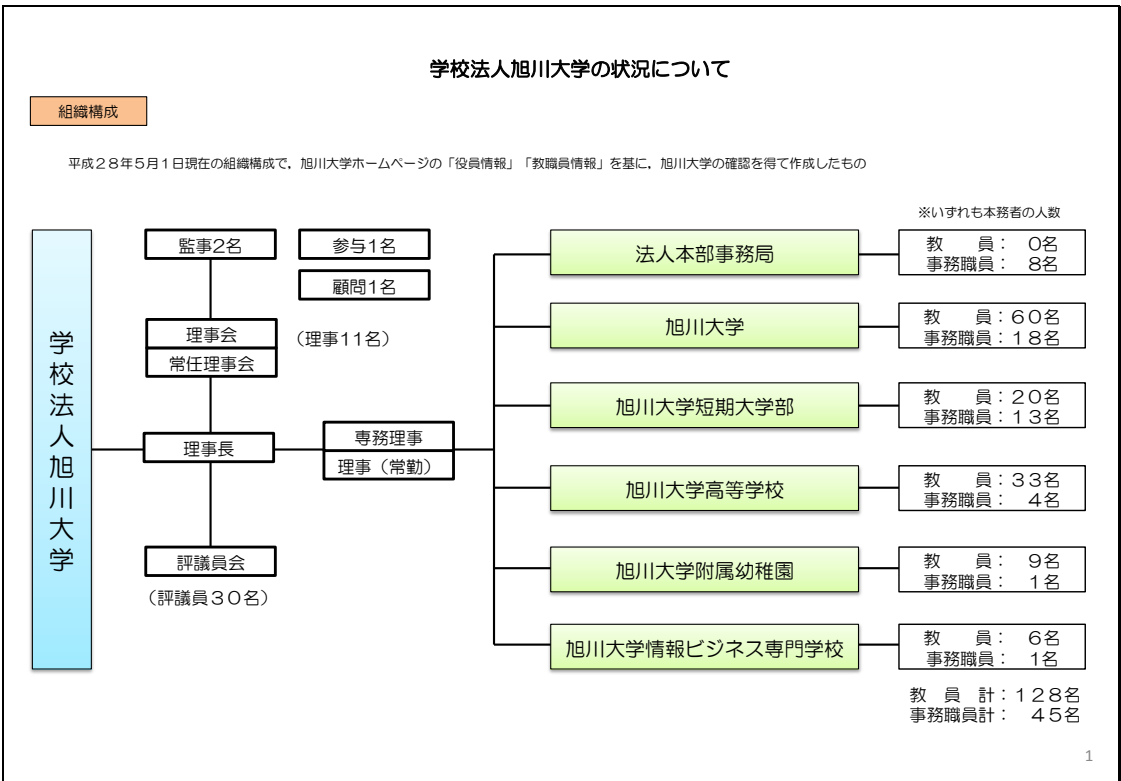 学校法人旭川大学の状況について
組織構成
平成28年5月1日現在の組織構成で，旭川大学ホームページの「役員情報」「教職員情報」を基に，旭川大学の確認を得て作成したもの
※いずれも本務者の人数
学校法人旭川大学
監事2名
参与1名
顧問1名
理事会
（理事11名）
常任理事会
理事長
専務理事
理事（常勤）
評議員会
（評議員３０名）
法人本部事務局
教　　員：　０名
事務職員：　８名
旭川大学
教　　員：６０名
事務職員：１８名
旭川大学短期大学部
教　　員：２０名
事務職員：１３名
旭川大学高等学校
教　　員：３３名
事務職員：　４名
旭川大学附属幼稚園
教　　員：　９名
事務職員：　１名
旭川大学情報ビジネス専門学校
教　　員：　６名
事務職員：　１名
教　員　計：１２８名
事務職員計：　４５名
1